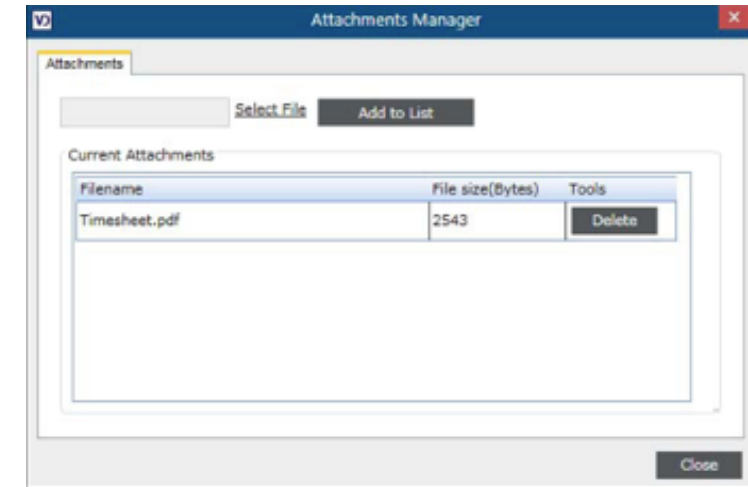 Attachments Manager
Attachments
Select File Add to List
Current Attachments
Filename File size(Bytes) Tools
Timesheet.pdf 2543 Delete
Close